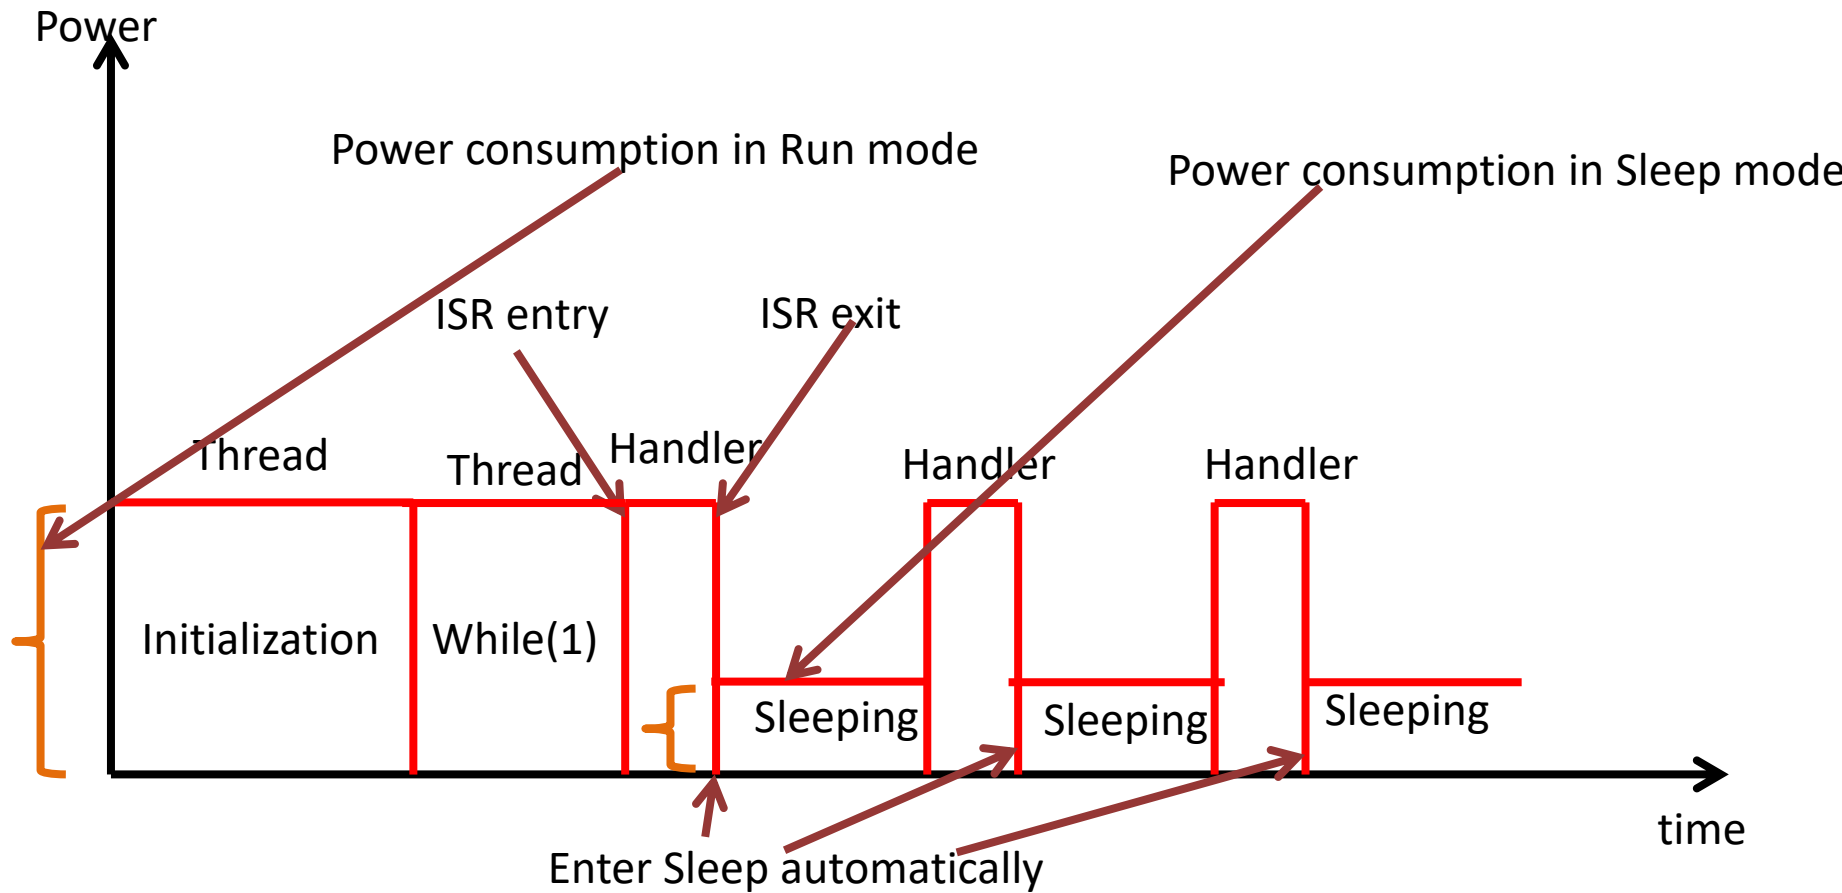 Power
Power consumption in Run mode
Power consumption in Sleep mode
ISR entry
ISR exit
Thread
Thread
Handler
Handler
Handler
Initialization
While(1)
Sleeping
Sleeping
Sleeping
time
Enter Sleep automatically